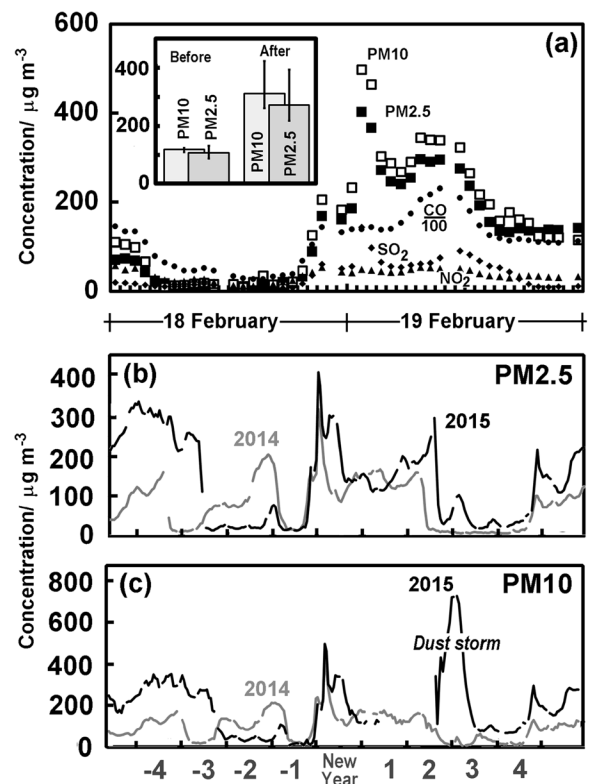 600
(a)
PM10
PM2.5
CO
100
SO2
NO2
Concentration/ μg m-3
400
200
0
Before
After
400
200
0
PM10
PM2.5
PM10
PM2.5
18 February
19 February
(b)
PM2.5
400
300
200
100
0
2014
2015
Concentration/ μg m-3
(c)
PM10
800
600
400
200
0
2015
Dust storm
2014
-4 -3 -2 -1 New Year 1 2 3 4